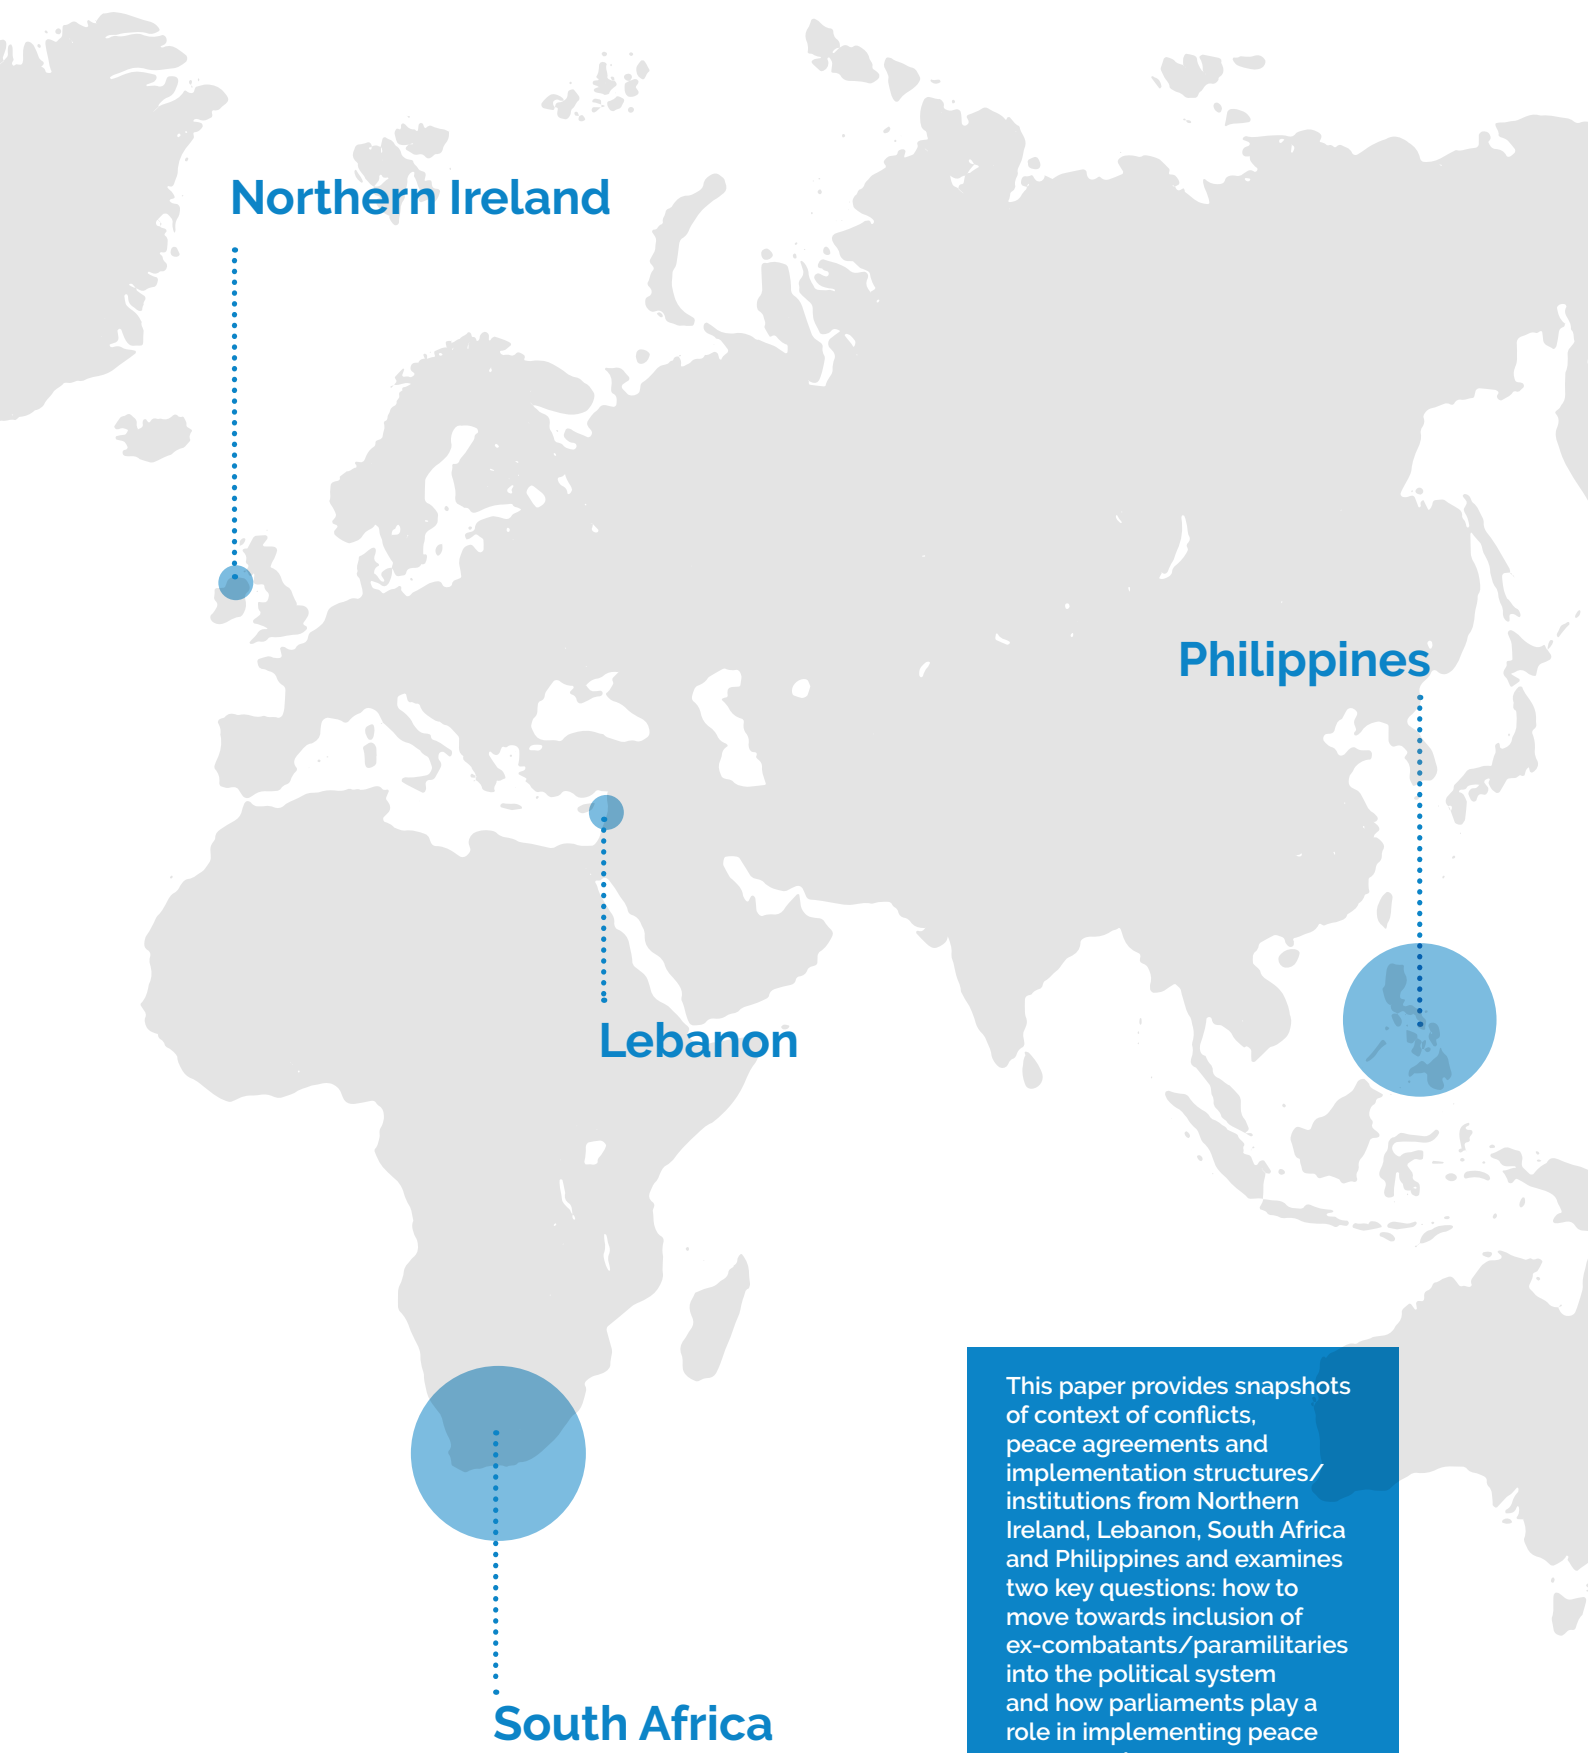 Northern Ireland
Philippines
Lebanon
South Africa
This paper provides snapshots
of context of conflicts,
peace agreements and
implementation structures/
institutions from Northern
Ireland, Lebanon, South Africa
and Philippines and examines
two key questions: how to
move towards inclusion of
ex-combatants/paramilitaries
into the political system
and how parliaments play a
role in implementing peace